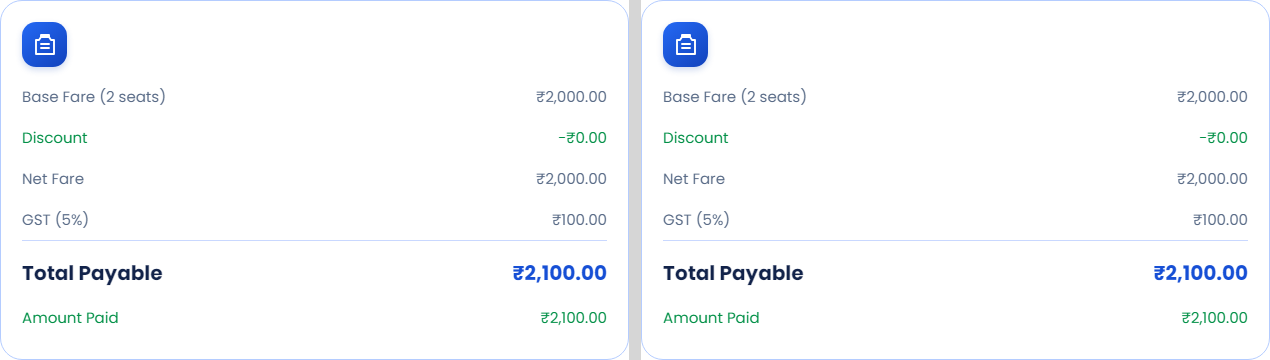 Base Fare (2 seats) ₹2,000.00
Discount -₹0.00
Net Fare ₹2,000.00
GST (5%) ₹100.00
Total Payable ₹2,100.00
Amount Paid ₹2,100.00
Base Fare (2 seats) ₹2,000.00
Discount -₹0.00
Net Fare ₹2,000.00
GST (5%) ₹100.00
Total Payable ₹2,100.00
Amount Paid ₹2,100.00